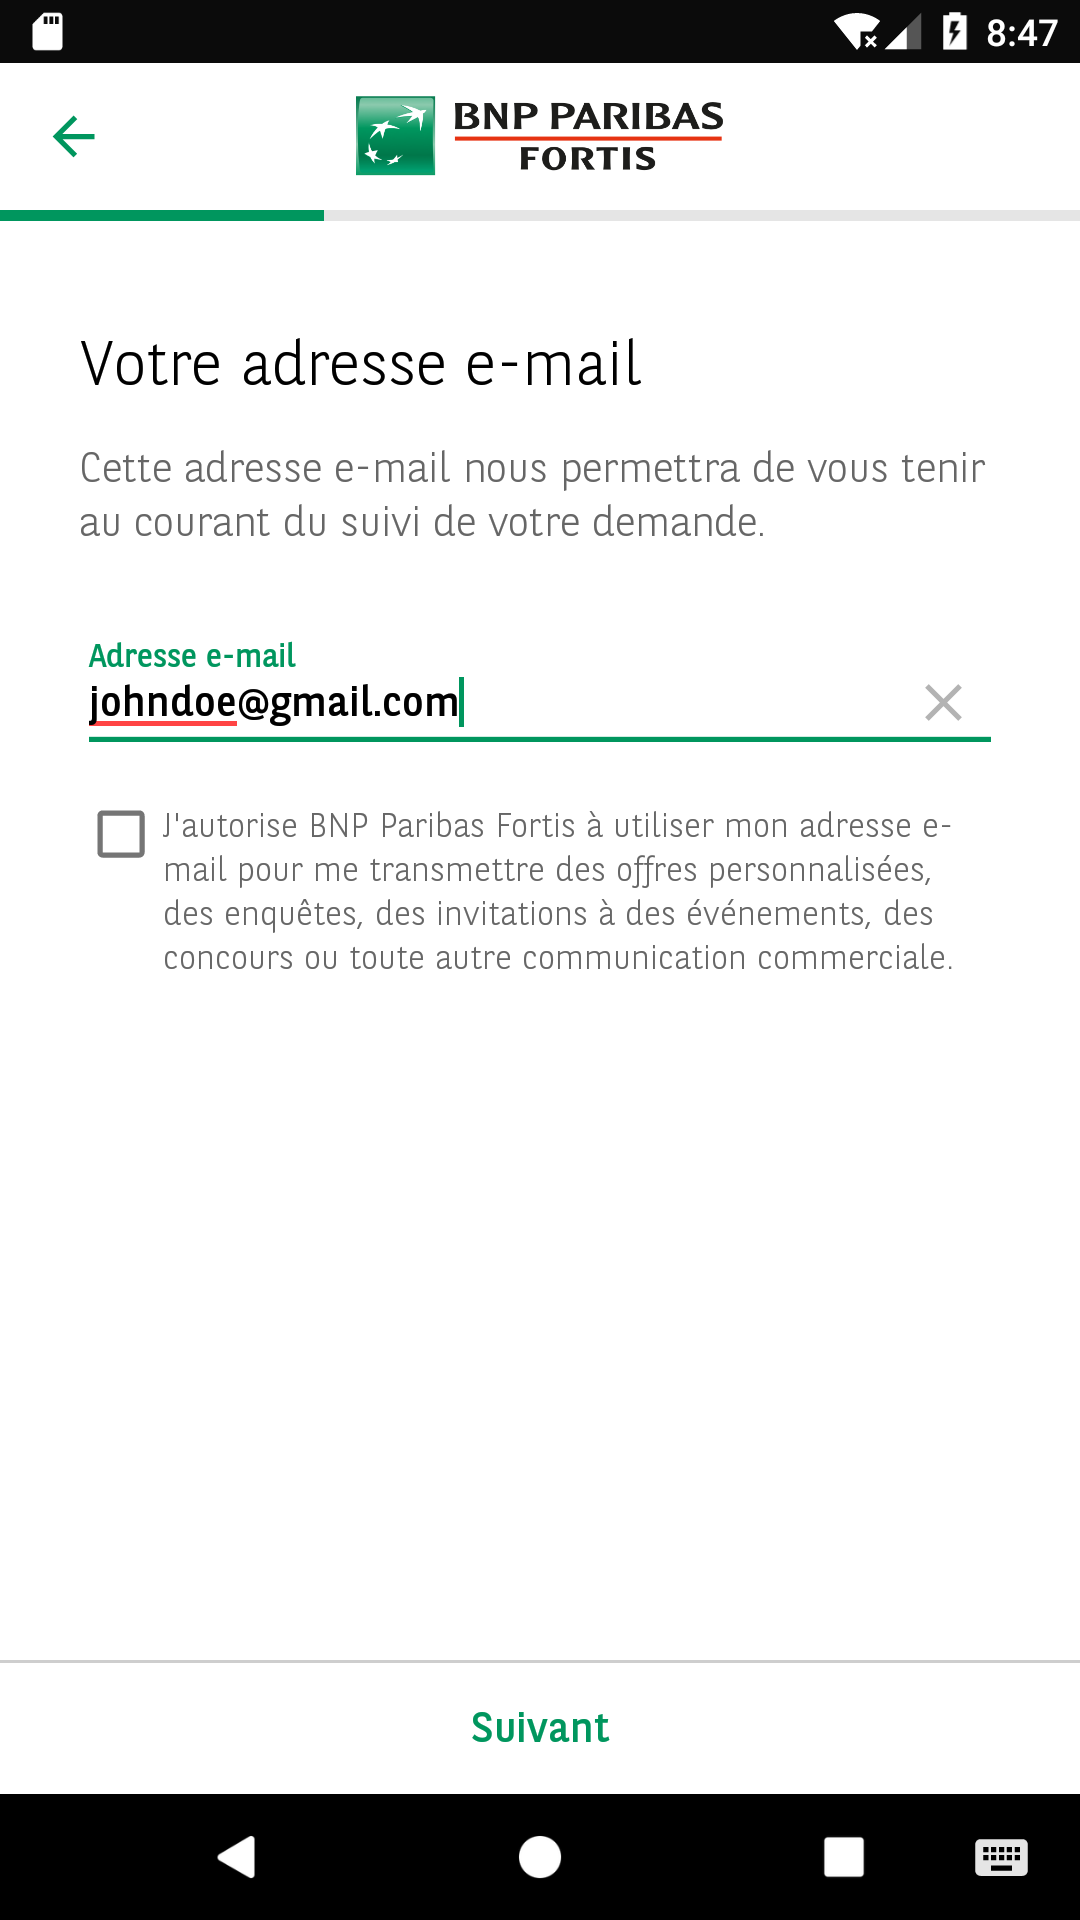 8:47
BNP PARIBAS
FORTIS
Votre adresse e-mail
Cette adresse e-mail nous permettra de vous tenir
au courant du suivi de votre demande.
Adresse e-mail
johndoe@gmail.com
J'autorise BNP Paribas Fortis à utiliser mon adresse e-
mail pour me transmettre des offres personnalisées,
des enquêtes, des invitations à des événements, des
concours ou toute autre communication commerciale.
Suivant